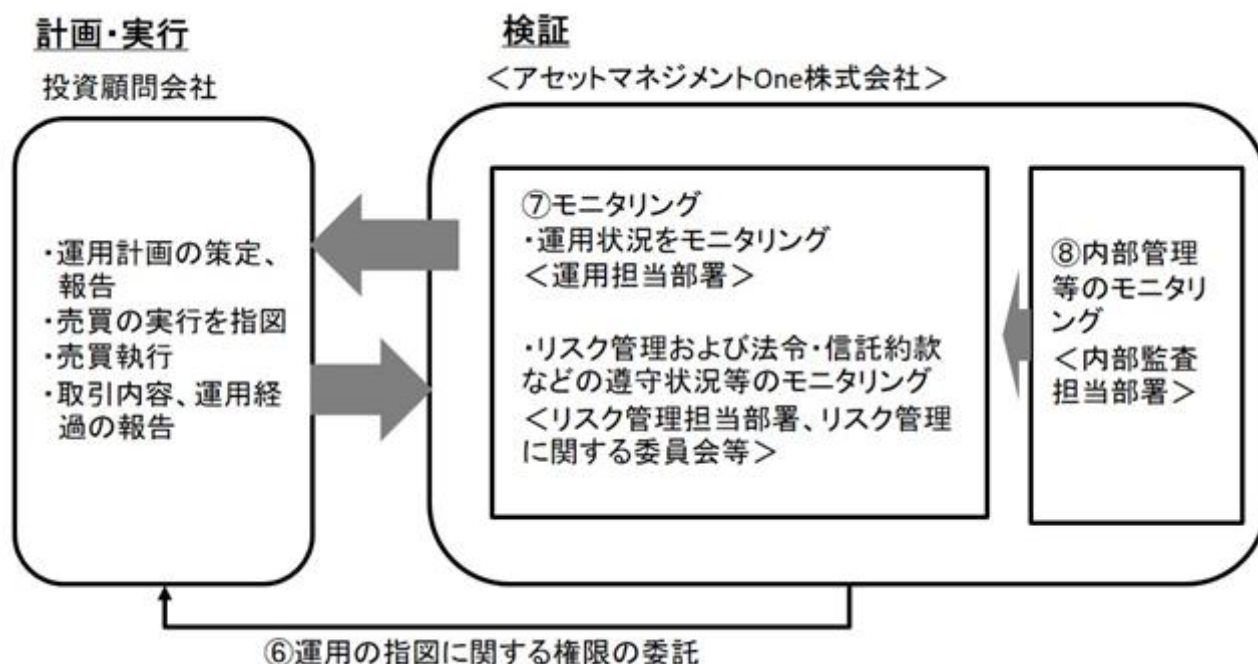 計画・実行
投資顧問会社
・運用計画の策定、
報告
・売買の実行を指図
・売買執行
・取引内容、運用経
過の報告
検証
＜アセットマネジメントOne株式会社＞
⑦モニタリング
・運用状況をモニタリング
＜運用担当部署＞
・リスク管理および法令・信託約款
などの遵守状況等のモニタリング
＜リスク管理担当部署、リスク管理
に関する委員会等＞
⑧内部管理
等のモニタリ
ング
＜内部監査
担当部署＞
⑥運用の指図に関する権限の委託